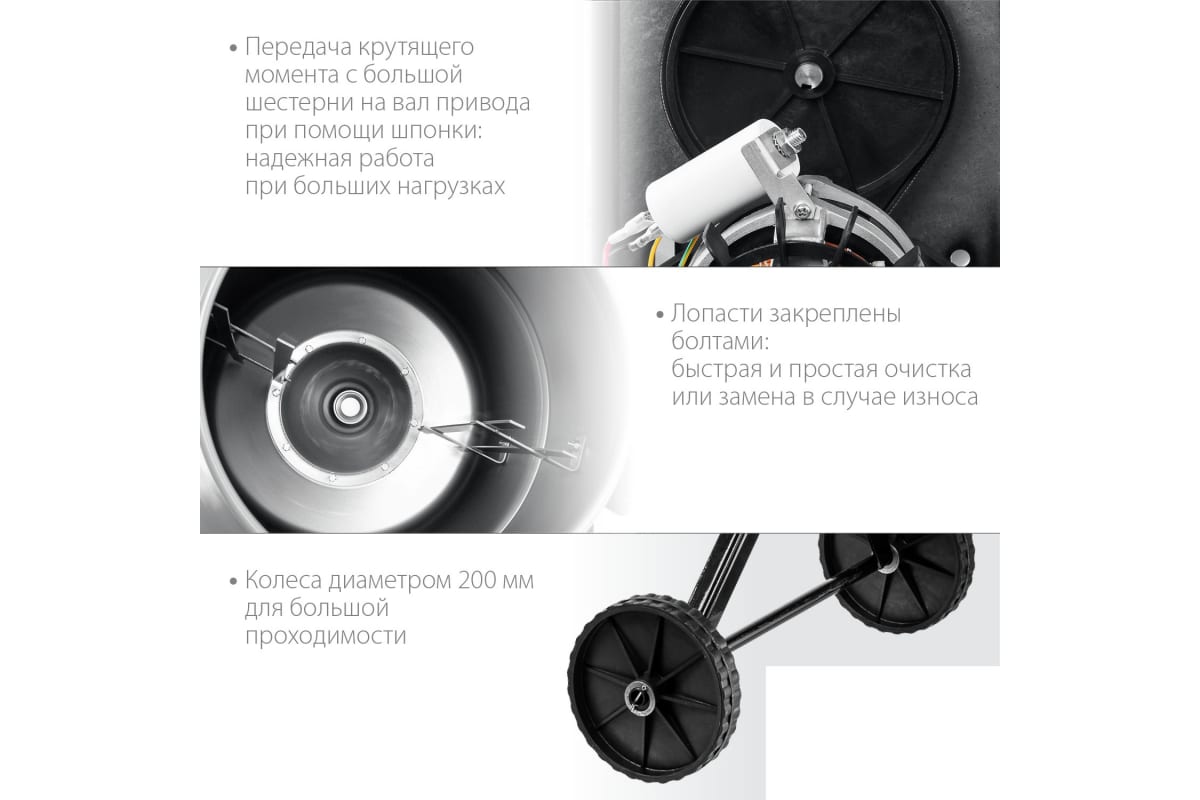 • Передача крутящего
момента с большой
шестерни на вал привода
при помощи шпонки:
надежная работа
при больших нагрузках
• Лопасти закреплены
болтами:
быстрая и простая очистка
или замена в случае износа
• Колеса диаметром 200 мм
для большой
проходимости